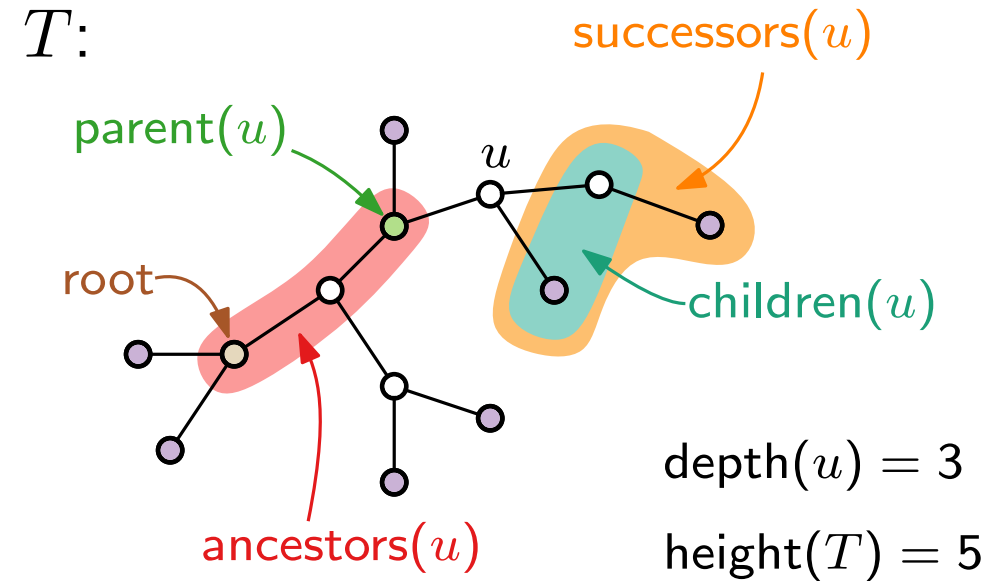 T:
successors(u)
parent(u)
u
root
children(u)
depth(u) = 3
ancestors(u)
height(T) = 5